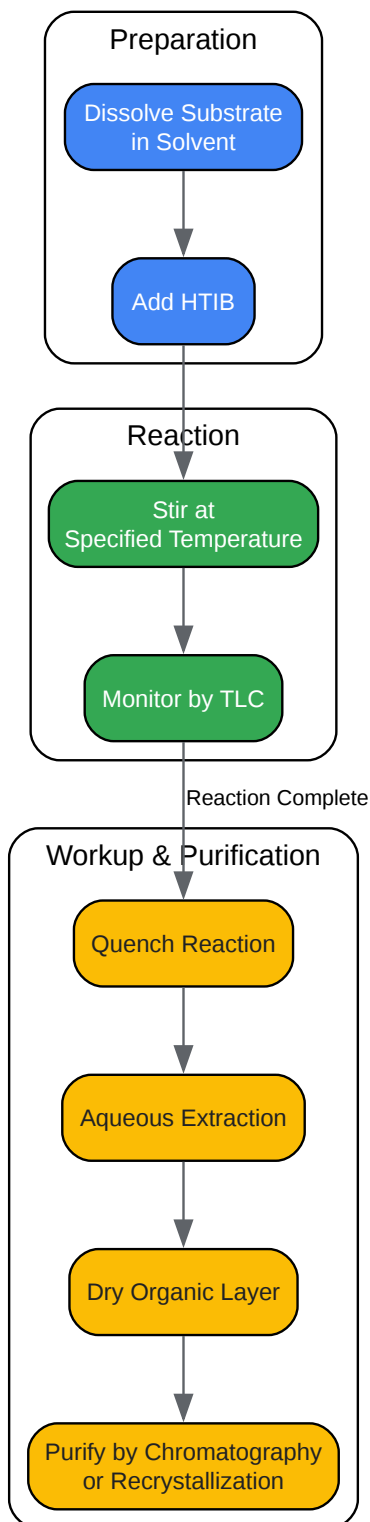 Preparation
Dissolve Substrate
in Solvent
Add HTIB
Reaction
Stir at
Specified Temperature
Monitor by TLC
Reaction Complete
Workup & Purification
Quench Reaction
Aqueous Extraction
Dry Organic Layer
Purify by Chromatography
or Recrystallization